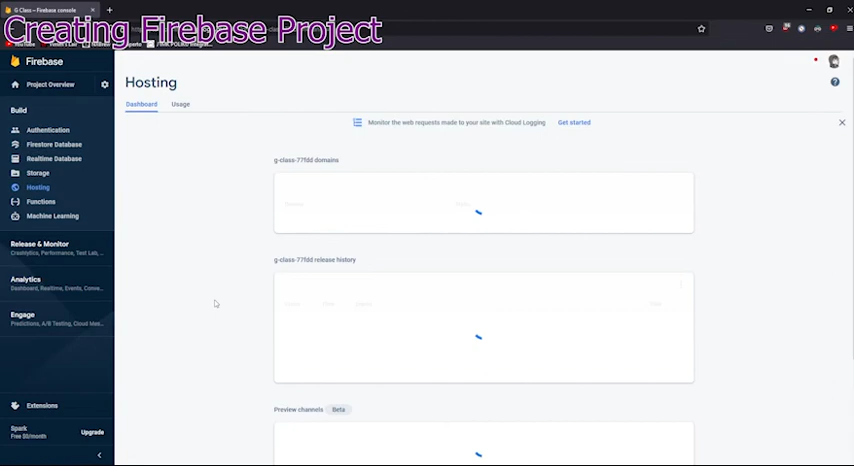 G Class – Firebase console
Creating Firebase Project
YouTube
Firebase
Project Overview
Build
Authentication
Firestore Database
Realtime Database
Storage
Hosting
Functions
Machine Learning
Release & Monitor
Crashlytics, Performance, Test Lab, ...
Analytics
Dashboard, Realtime, Events, Conve...
Engage
Predictions, A/B Testing, Cloud Mes...
Extensions
Spark
Free $0/month
Upgrade
Hosting
Dashboard
Usage
Monitor the web requests made to your site with Cloud Logging
Get started
g-class-77fdd domains
g-class-77fdd release history
Preview channels
Beta